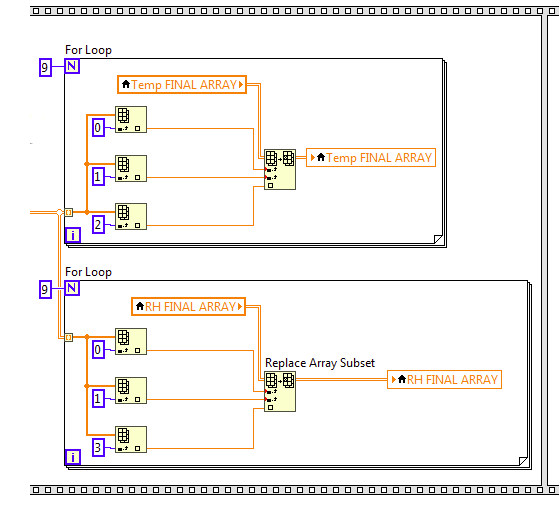 For Loop
9 N
Temp FINAL ARRAY
0
Temp FINAL ARRAY
1
2
i
For Loop
9 N
RH FINAL ARRAY
0
Replace Array Subset
RH FINAL ARRAY
1
3
i